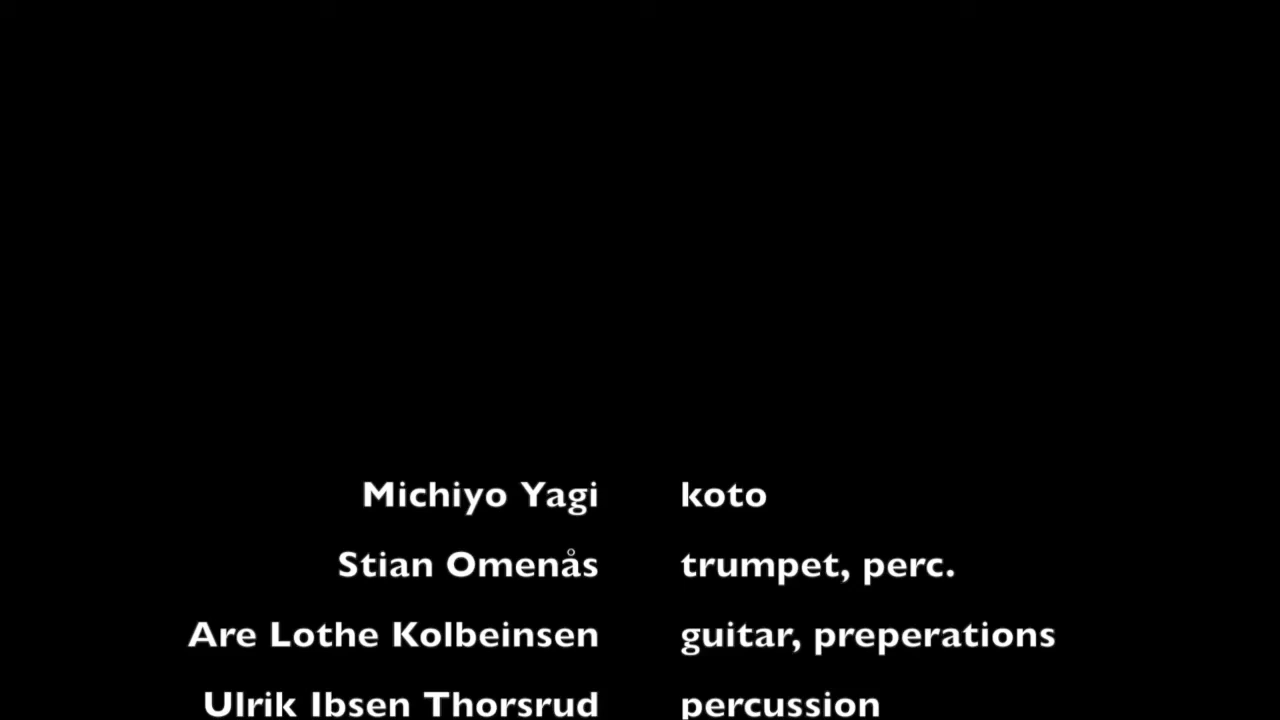 Michiyo Yagi koto
Stian Omenås trumpet, perc.
Are Lothe Kolbeinsen guitar, preperations
Ulrik Ibsen Thorsrud percussion